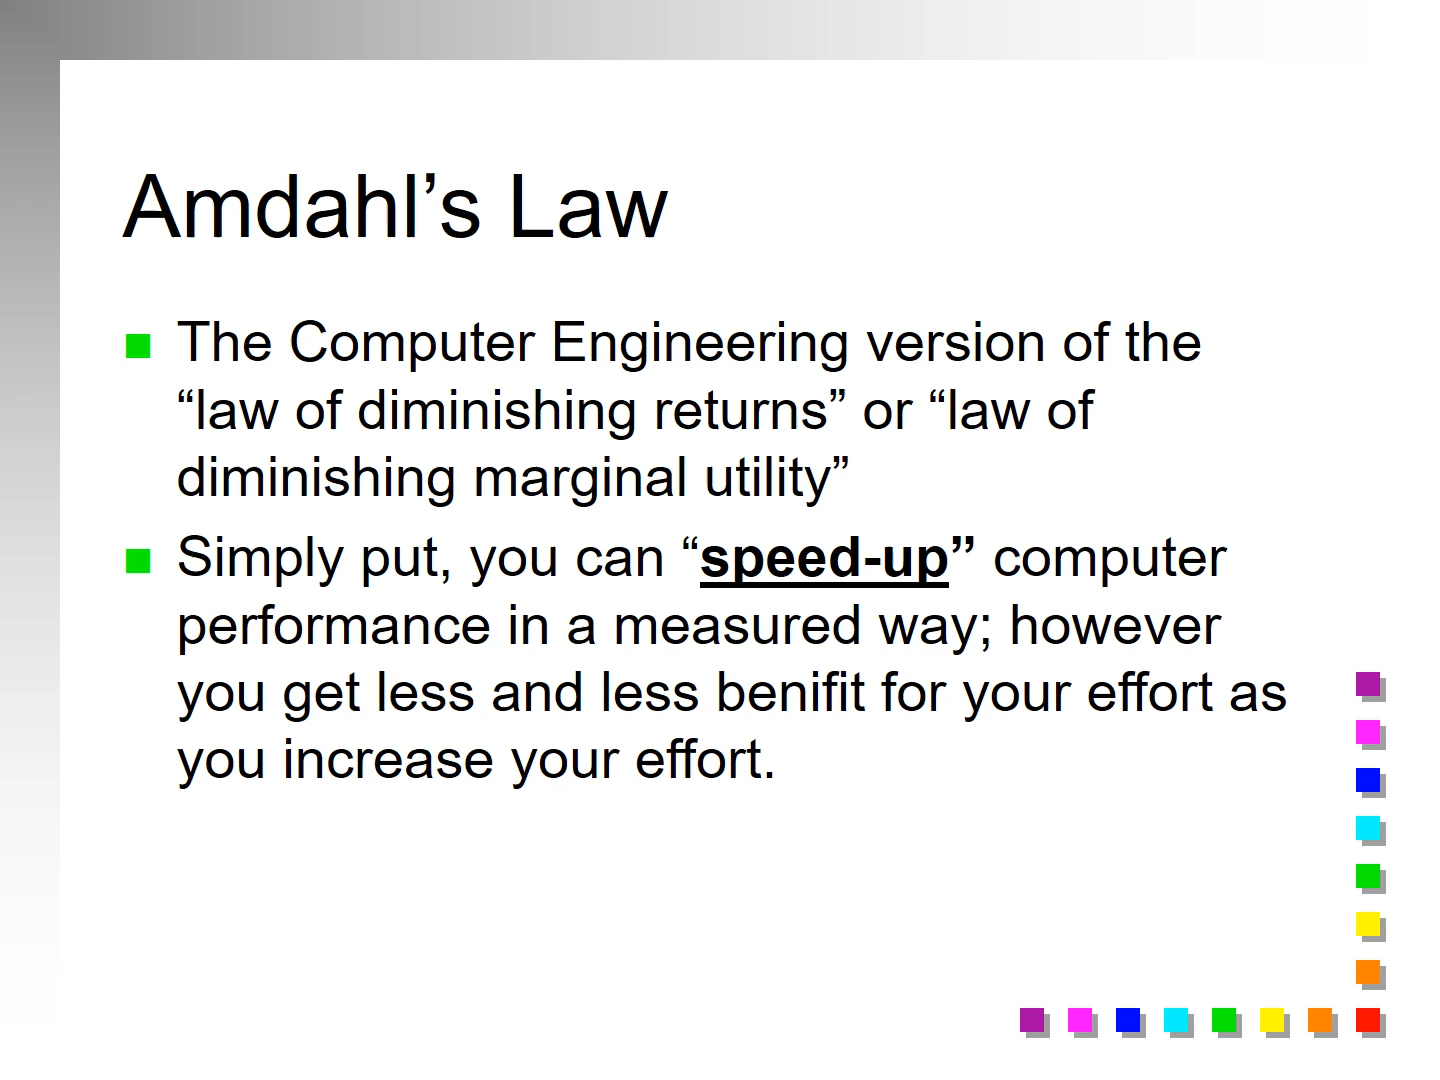 Amdahl’s Law
The Computer Engineering version of the
“law of diminishing returns” or “law of
diminishing marginal utility”
Simply put, you can “speed-up” computer
performance in a measured way; however
you get less and less benifit for your effort as
you increase your effort.